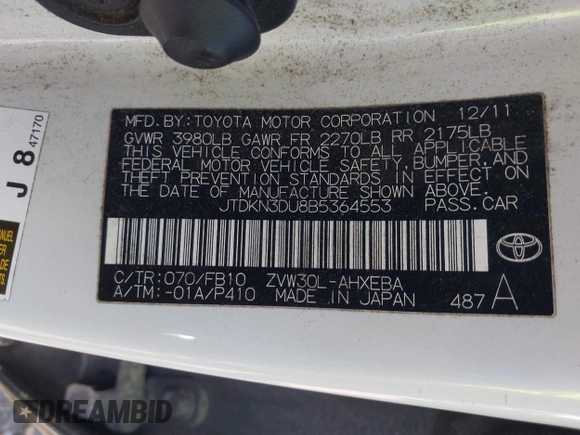 MFD. BY: TOYOTA MOTOR CORPORATION 12/11
GVWR 3980LB GAWR FR 2270LB RR 2175LB
THIS VEHICLE CONFORMS TO ALL APPLICABLE
FEDERAL MOTOR VEHICLE SAFETY, BUMPER, AND
THEFT PREVENTION STANDARDS IN EFFECT ON
THE DATE OF MANUFACTURE SHOWN ABOVE.
JTDKN3DU8B5364553 PASS. CAR
C/TR: 070/FB10 ZVW30L-AHXEBA
A/TM: -01A/P410 MADE IN JAPAN 487 A
J 8 47170
DREAMBID